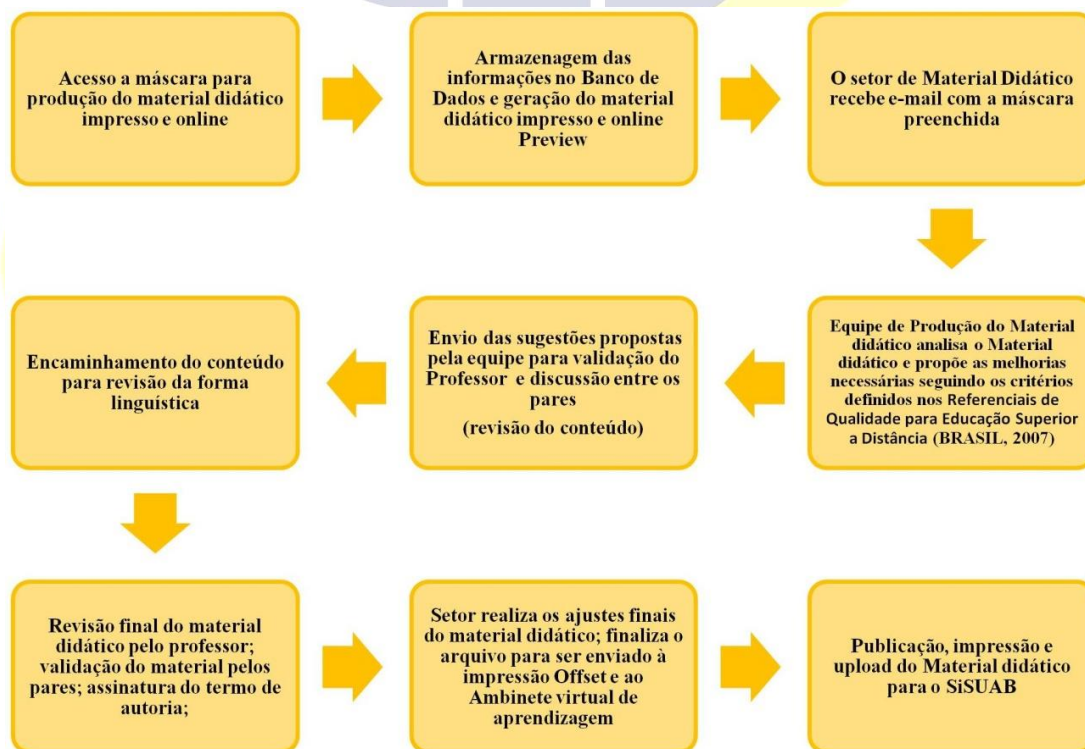 Acesso a máscara para
produção do material didático
impresso e online
Armazenagem das
informações no Banco de
Dados e geração do material
didático impresso e online
Preview
O setor de Material Didático
recebe e-mail com a máscara
preenchida
Equipe de Produção do Material
didático analisa o Material
didático e propõe as melhorias
necessárias seguindo os critérios
definidos nos Referenciais de
Qualidade para Educação Superior
a Distância (BRASIL, 2007)
Envio das sugestões propostas
pela equipe para validação do
Professor e discussão entre os
pares
(revisão do conteúdo)
Encaminhamento do conteúdo
para revisão da forma
linguística
Revisão final do material
didático pelo professor;
validação do material pelos
pares; assinatura do termo de
autoria;
Setor realiza os ajustes finais
do material didático; finaliza o
arquivo para ser enviado à
impressão Offset e ao
Ambinete virtual de
aprendizagem
Publicação, impressão e
upload do Material didático
para o SiSUAB